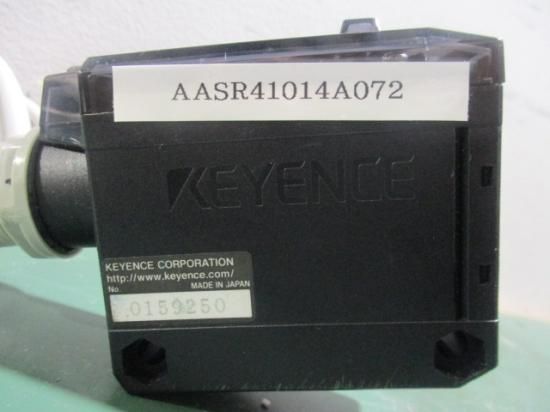 AASR41014A072
KEYENCE
KEYENCE CORPORATION
http://www.keyence.com/
No. MADE IN JAPAN
0159250